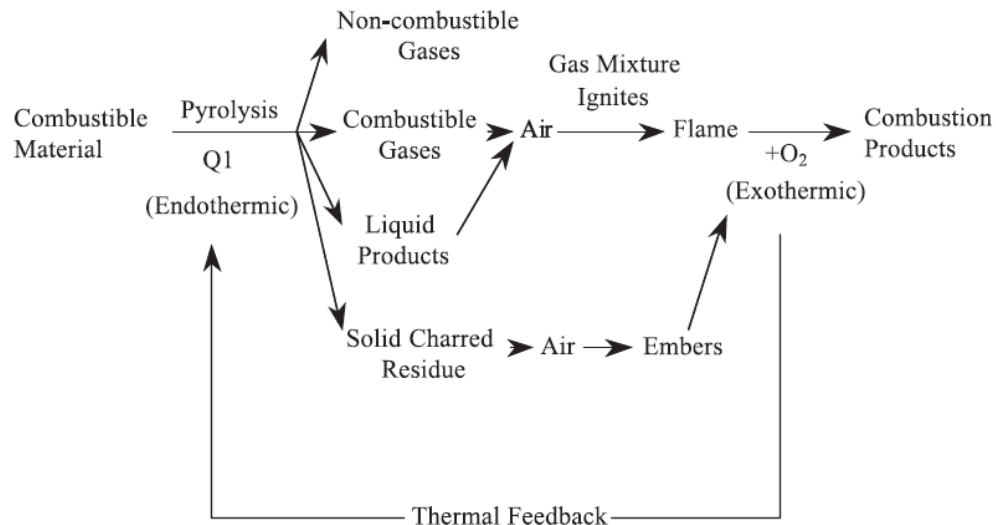 Non-combustible
Gases
Combustible
Material
Pyrolysis
Q1
(Endothermic)
Combustible
Gases
Air
Gas Mixture
Ignites
Flame
+O₂
(Exothermic)
Combustion
Products
Liquid
Products
Solid Charred
Residue
Air
Embers
Thermal Feedback